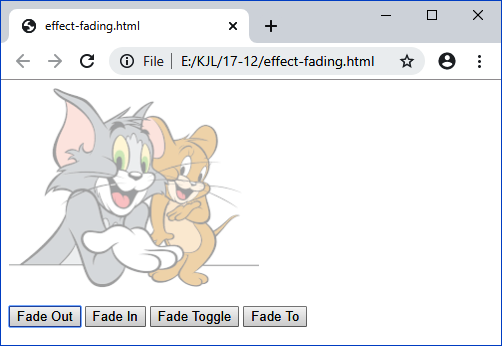 effect-fading.html
File | E:/KJL/17-12/effect-fading.html
Fade Out Fade In Fade Toggle Fade To